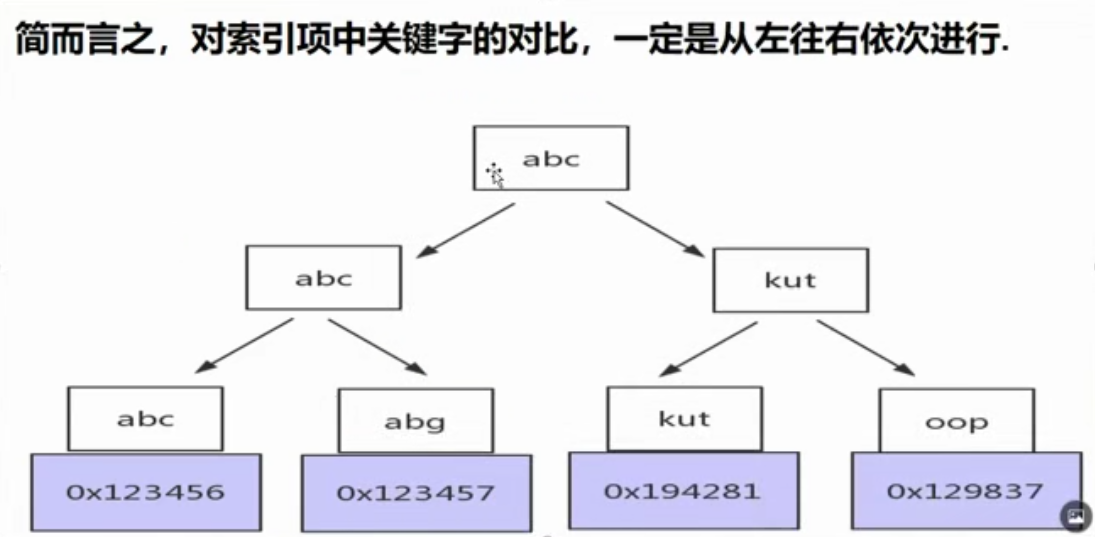 简而言之，对索引项中关键字的对比，一定是从左往右依次进行.
abc
abc
kut
abc
abg
kut
oop
0x123456
0x123457
0x194281
0x129837